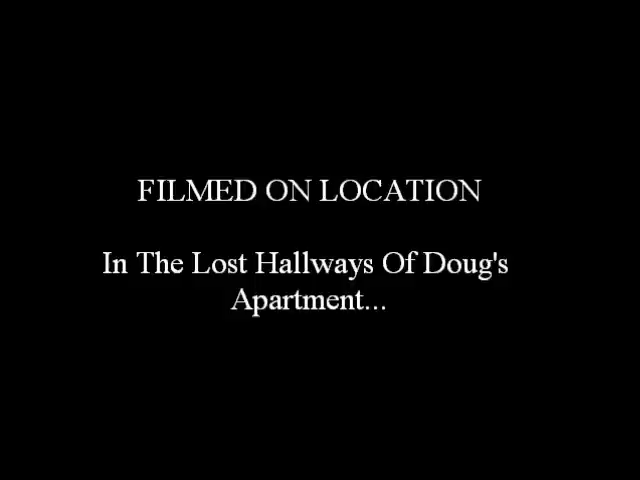 FILMED ON LOCATION
In The Lost Hallways Of Doug's
Apartment...